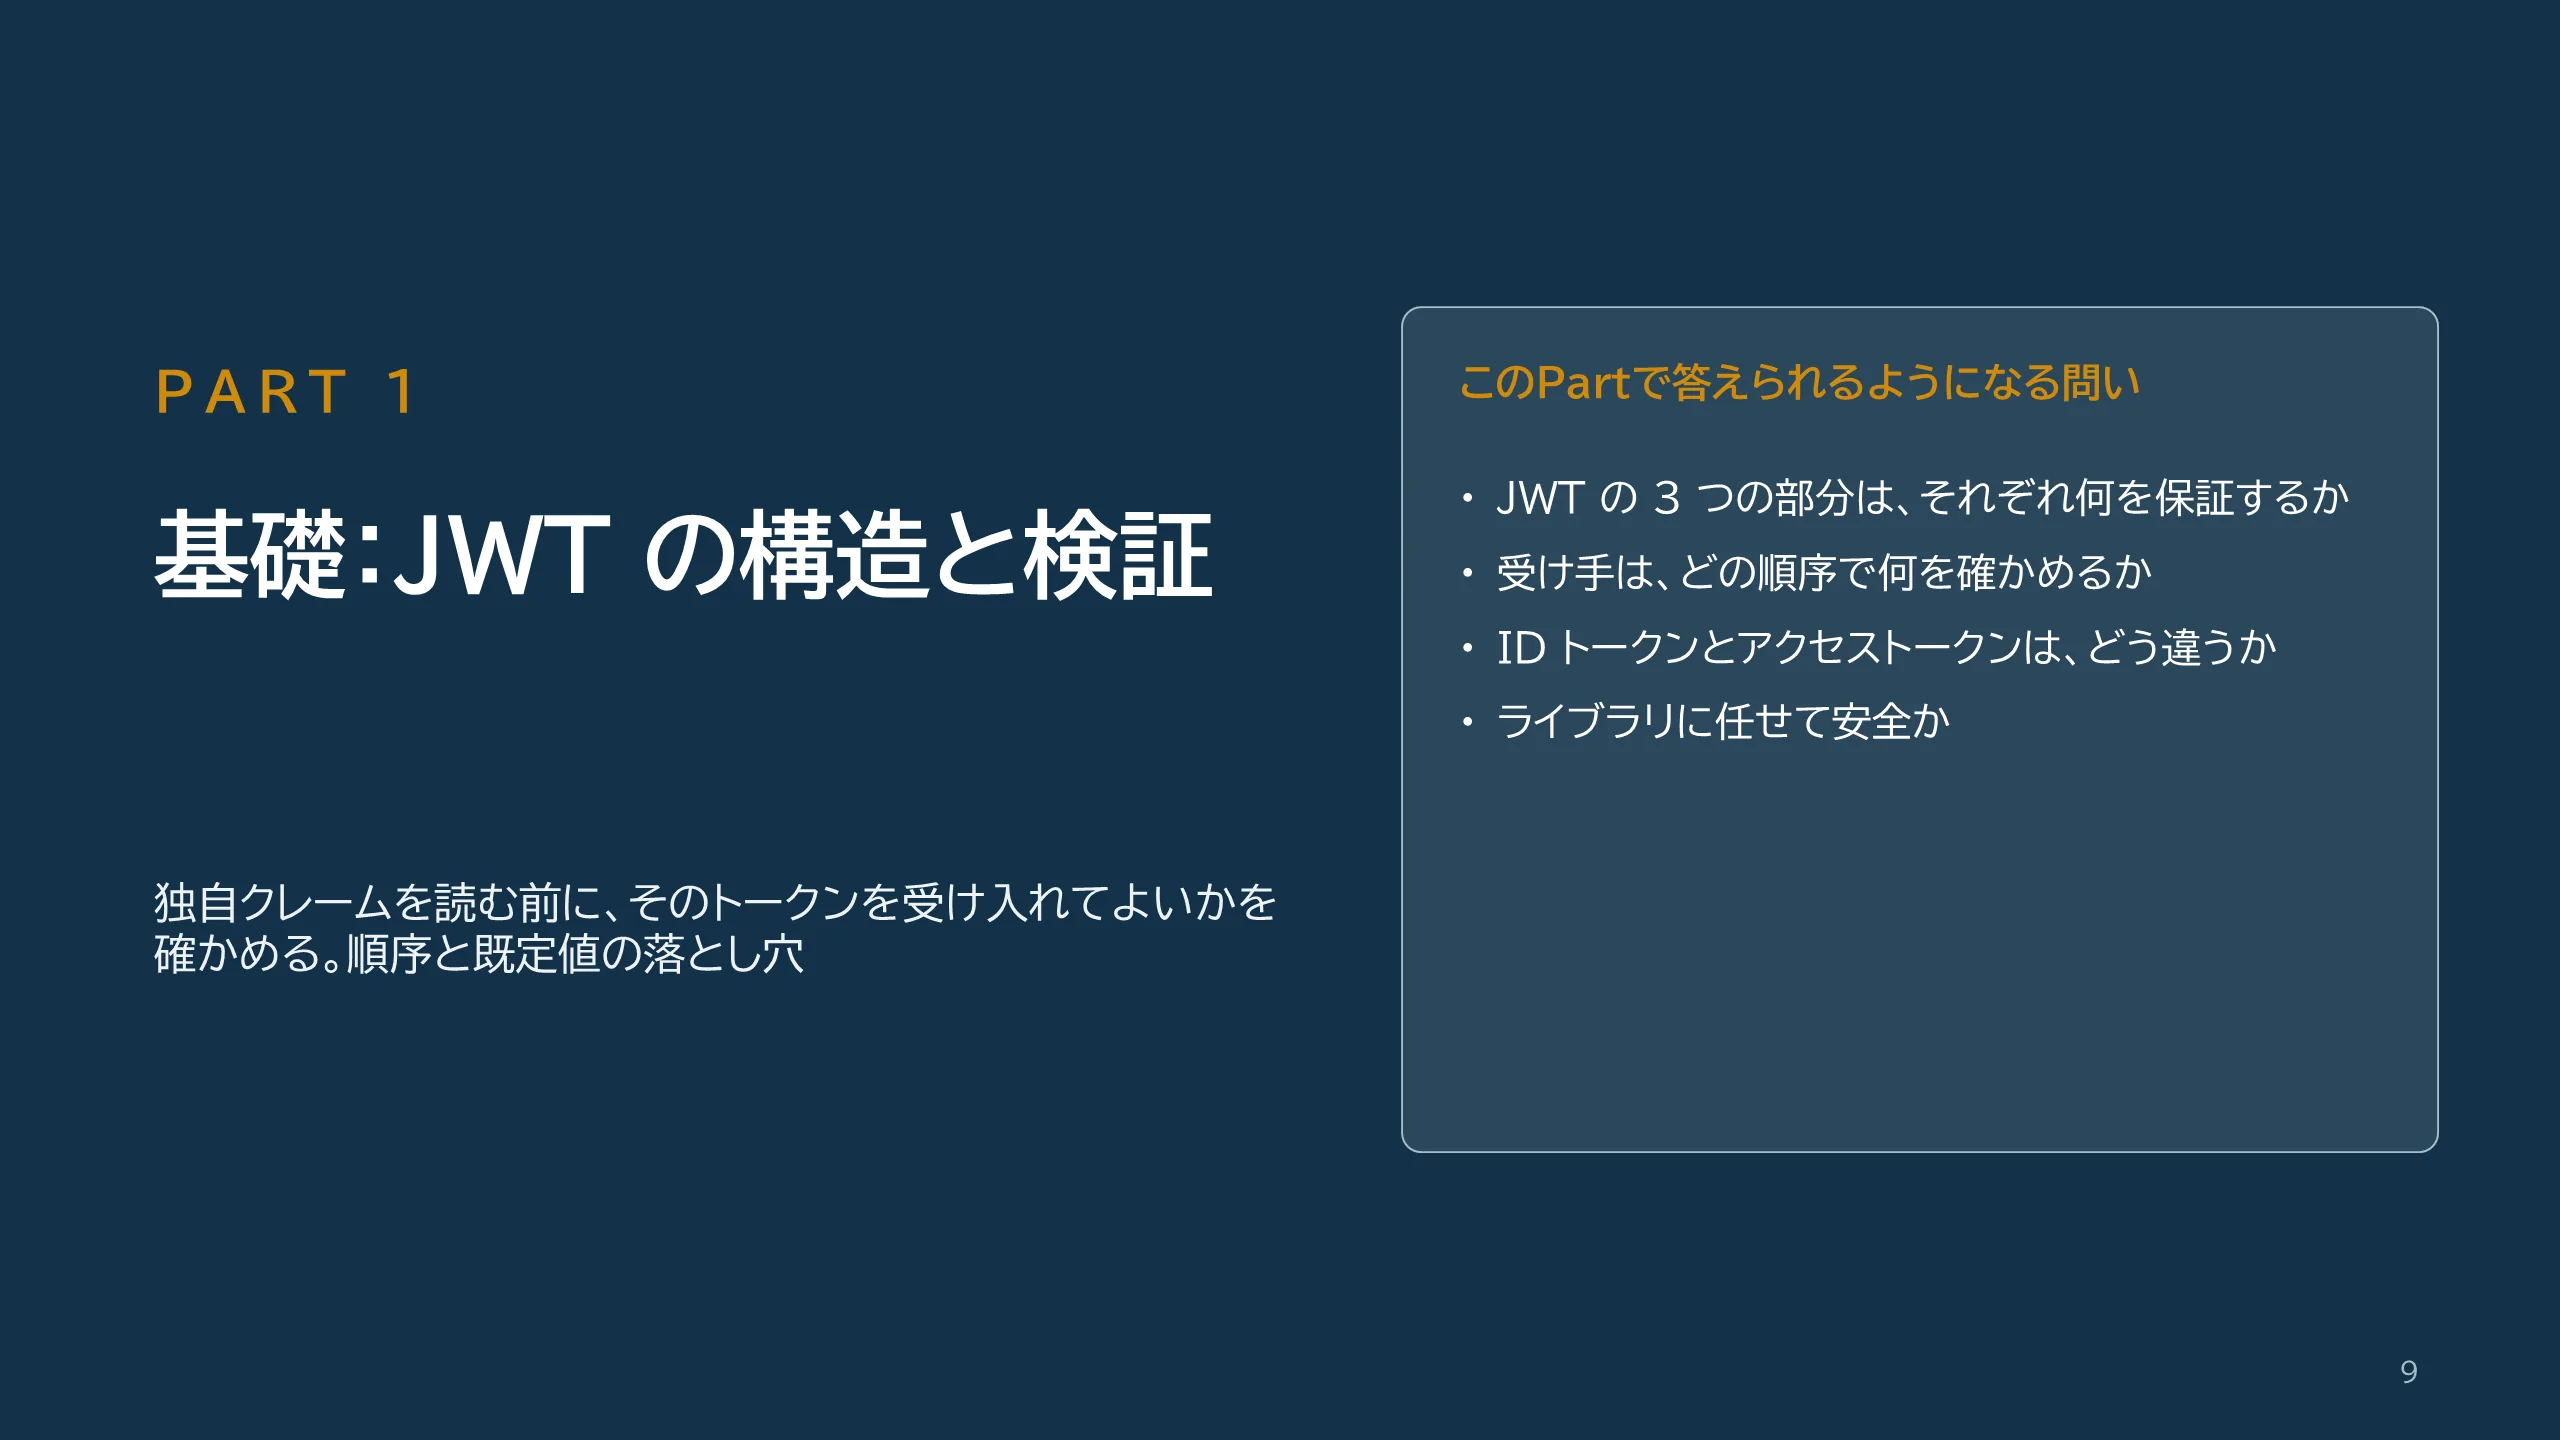 PART 1
基礎：JWT の構造と検証
独自クレームを読む前に、そのトークンを受け入れてよいかを
確かめる。順序と既定値の落とし穴
このPartで答えられるようになる問い
・ JWT の 3 つの部分は、それぞれ何を保証するか
・ 受け手は、どの順序で何を確かめるか
・ ID トークンとアクセストークンは、どう違うか
・ ライブラリに任せて安全か
9